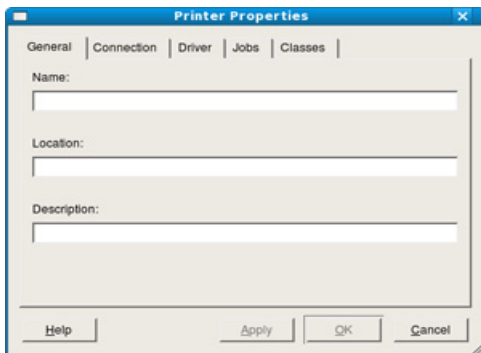 Printer Properties
General Connection Driver Jobs Classes
Name:
Location:
Description:
Help Apply OK Cancel